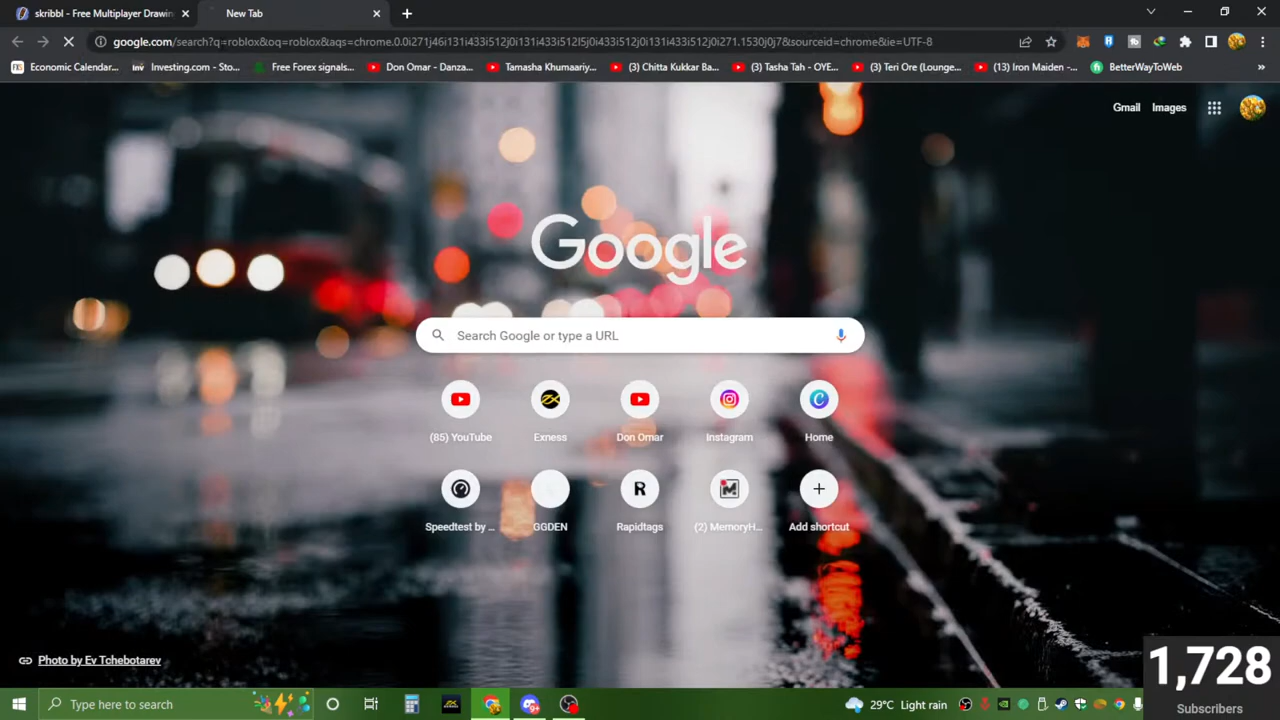 skribbl - Free Multiplayer Drawin
New Tab
google.com/search?q=roblox&oq=roblox&aqs=chrome.0.0i271j46i131i433i512j0i131i433i512l5j0i433i512j0i131i433i512j0i271.1530j0j7&sourceid=chrome&ie=UTF-8
Economic Calendar...
Investing.com - Sto...
Free Forex signals...
Don Omar - Danza...
Tamasha Khumaariy...
(3) Chitta Kukkar Ba...
(3) Tasha Tah - OYE...
(3) Teri Ore (Lounge...
(13) Iron Maiden -...
BetterWayToWeb
»
Gmail
Images
Google
Search Google or type a URL
(85) YouTube
Exness
Don Omar
Instagram
Home
Speedtest by ...
GGDEN
Rapidtags
(2) MemoryH...
Add shortcut
Photo by Ev Tchebotarev
1,728
Subscribers
Type here to search
29°C Light rain